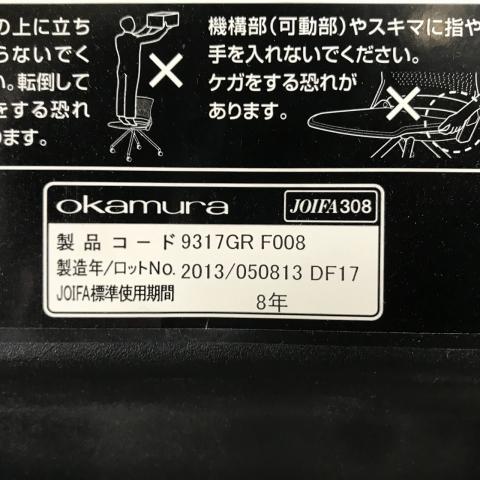 の上に立ち
らないでく
い。転倒して
をする恐れ
ます。
機構部（可動部）やスキマに指や
手を入れないでください。
ケガをする恐れが
あります。
okamura
JOIFA308
製品コード 9317GR F008
製造年/ロットNo. 2013/050813 DF17
JOIFA標準使用期間 8年